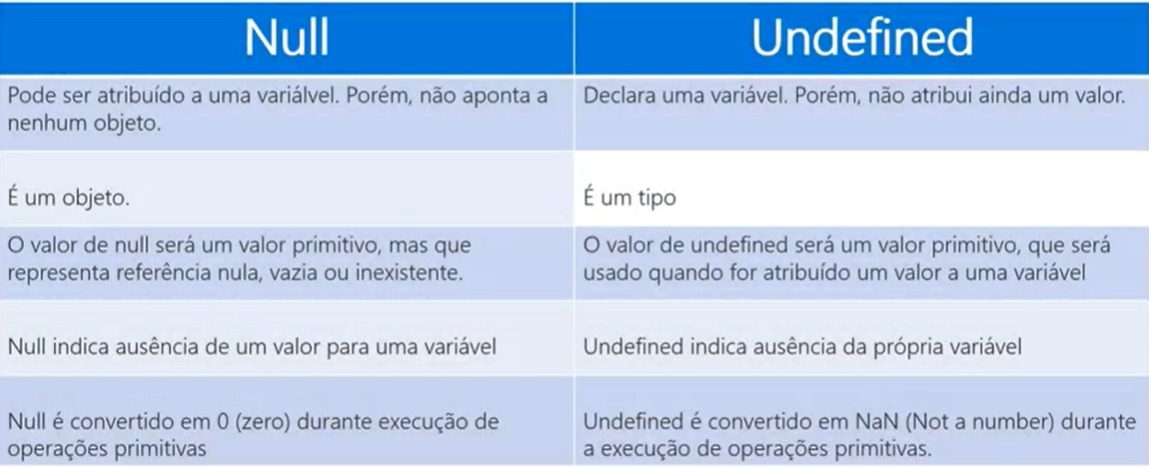 Null
Undefined
Pode ser atribuído a uma variálvel. Porém, não aponta a
nenhum objeto.
Declara uma variável. Porém, não atribui ainda um valor.
É um objeto.
É um tipo
O valor de null será um valor primitivo, mas que
representa referência nula, vazia ou inexistente.
O valor de undefined será um valor primitivo, que será
usado quando for atribuído um valor a uma variável
Null indica ausência de um valor para uma variável
Undefined indica ausência da própria variável
Null é convertido em 0 (zero) durante execução de
operações primitivas
Undefined é convertido em NaN (Not a number) durante
a execução de operações primitivas.